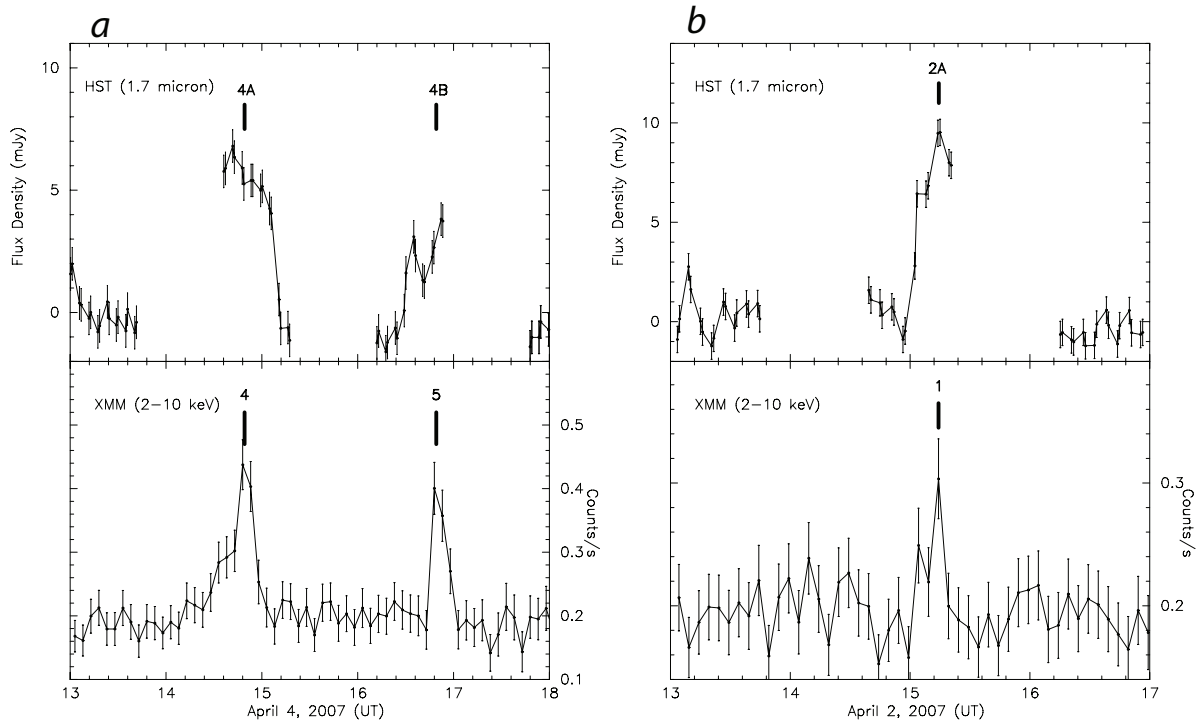 a
HST (1.7 micron)
4A
4B
10
5
0
Flux Density (mJy)
XMM (2−10 keV)
4
5
0.5
0.4
0.3
0.2
0.1
Counts/s
13 14 15 16 17 18
April 4, 2007 (UT)
b
HST (1.7 micron)
2A
10
5
0
Flux Density (mJy)
XMM (2−10 keV)
1
0.3
0.2
Counts/s
13 14 15 16 17
April 2, 2007 (UT)